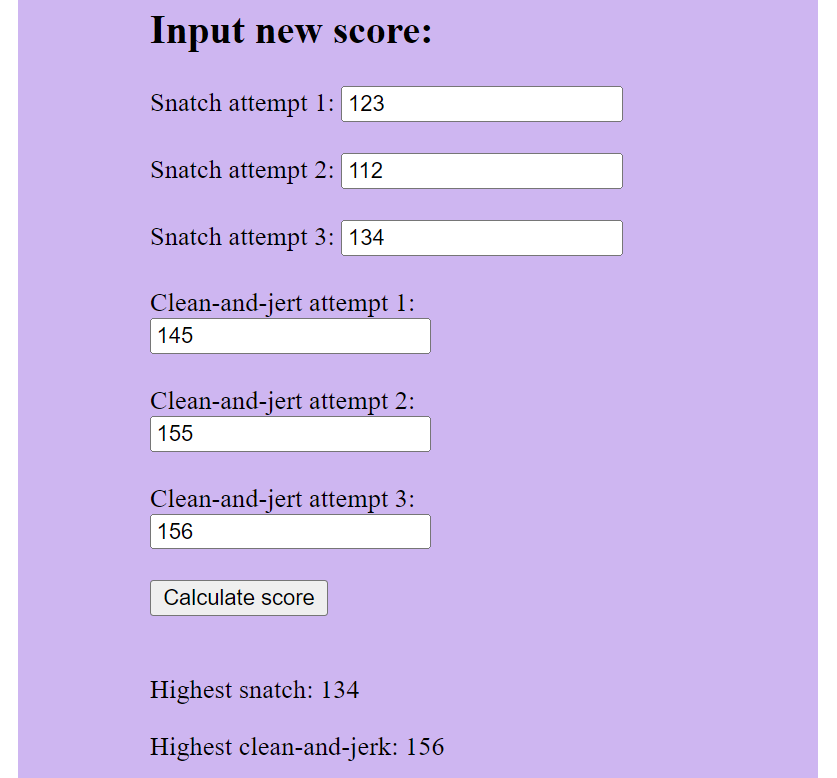 Input new score:
Snatch attempt 1: 123
Snatch attempt 2: 112
Snatch attempt 3: 134
Clean-and-jert attempt 1:
145
Clean-and-jert attempt 2:
155
Clean-and-jert attempt 3:
156
Calculate score
Highest snatch: 134
Highest clean-and-jerk: 156